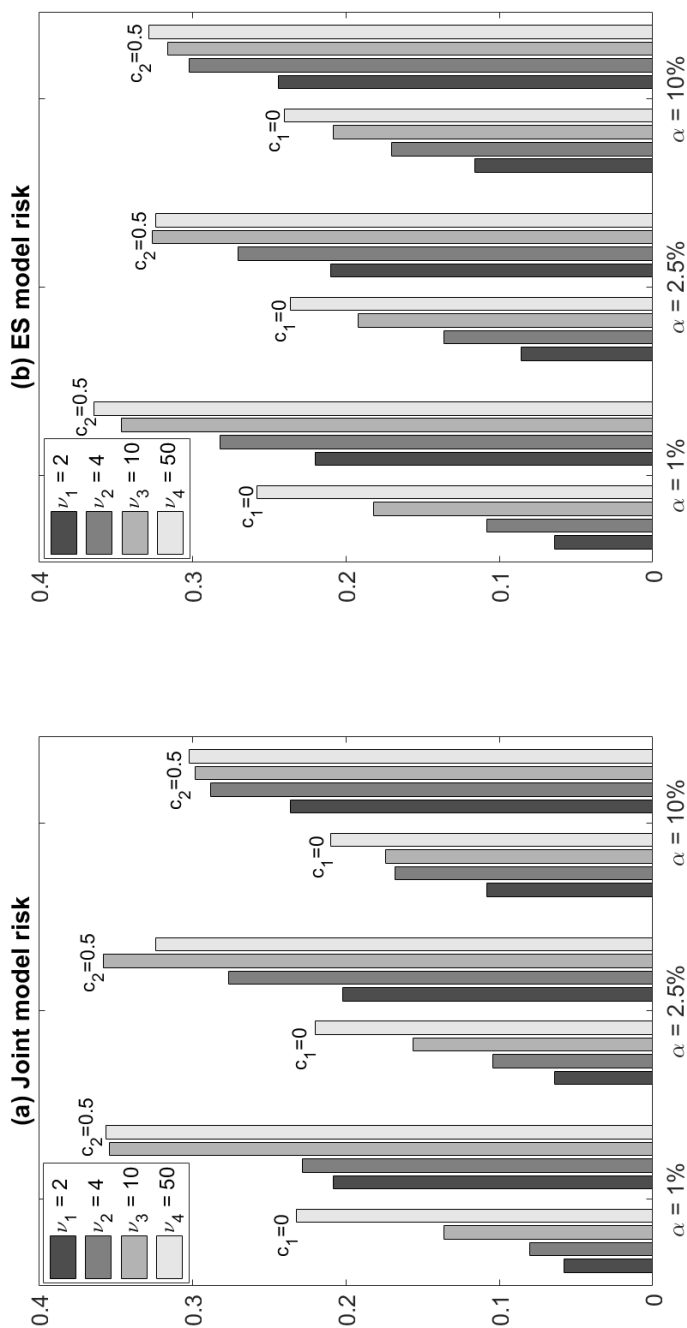 (a) Joint model risk
0.4
0.3
0.2
0.1
0
ν₁ = 2
ν₂ = 4
ν₃ = 10
ν₄ = 50
c₁=0
c₂=0.5
c₁=0
c₂=0.5
c₁=0
c₂=0.5
α = 1%
α = 2.5%
α = 10%
(b) ES model risk
0.4
0.3
0.2
0.1
0
ν₁ = 2
ν₂ = 4
ν₃ = 10
ν₄ = 50
c₁=0
c₂=0.5
c₁=0
c₂=0.5
c₁=0
c₂=0.5
α = 1%
α = 2.5%
α = 10%